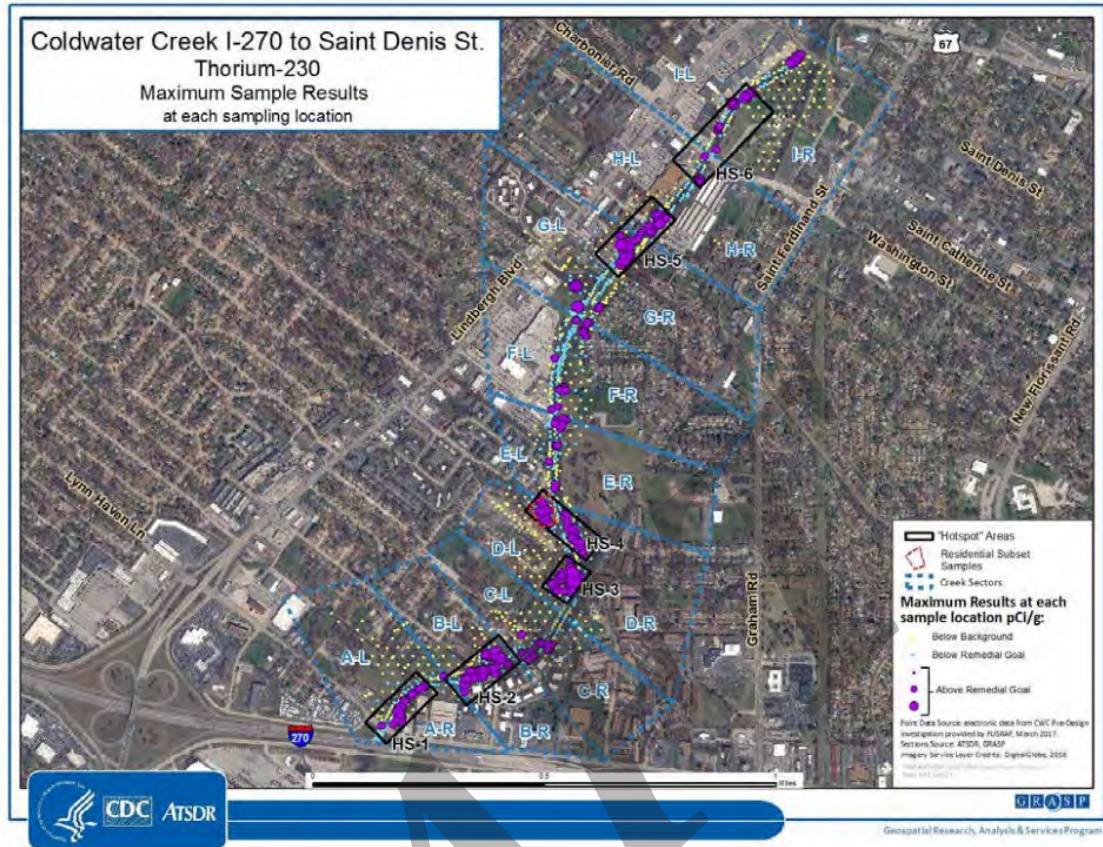 Coldwater Creek I-270 to Saint Denis St.
Thorium-230
Maximum Sample Results
at each sampling location
Charbonier Rd
67
I-L
I-R
H-L
HS-6
Saint Denis St
Saint Ferdinand St
Saint Catherine St
Washington St
G-L
H-R
HS-5
Lindbergh Blvd
G-R
F-L
New Florissant Rd
F-R
E-L
E-R
Lynn Haven Ln
D-L
HS-4
HS-3
C-L
D-R
Graham Rd
B-L
A-L
HS-2
C-R
A-R
B-R
HS-1
270
"Hotspot" Areas
Residential Subset
Samples
Creek Sectors
Maximum Results at each
sample location pCi/g:
Below Background
Below Remedial Goal
Above Remedial Goal
Point Data Source: electronic data from CWC Pre-Design
Investigation provided by FUSRAP, March 2017.
Sections Source: ATSDR, GRASP
Imagery Service Layer Credits: DigitalGlobe, 2016
0 0.5 1
Miles
CDC ATSDR
GRASP
Geospatial Research, Analysis & Services Program